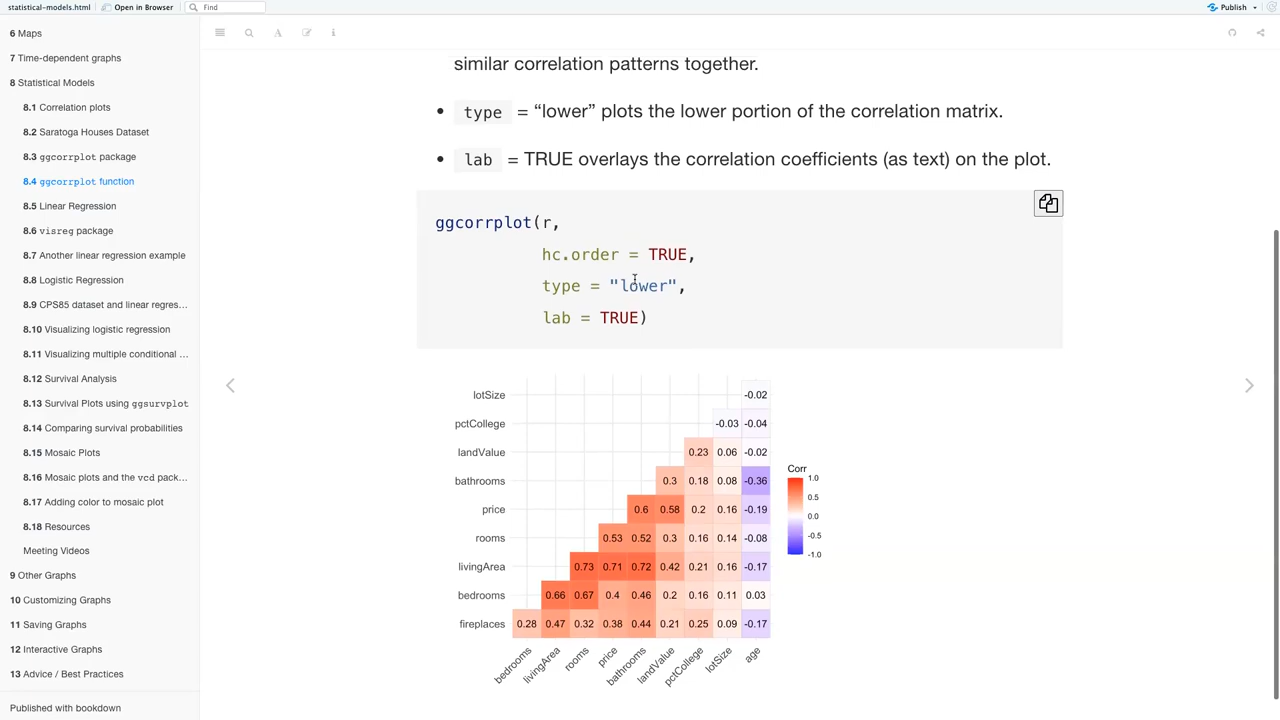 statistical-models.html
Open in Browser
Find
Publish
6 Maps
7 Time-dependent graphs
8 Statistical Models
8.1 Correlation plots
8.2 Saratoga Houses Dataset
8.3 ggcorrplot package
8.4 ggcorrplot function
8.5 Linear Regression
8.6 visreg package
8.7 Another linear regression example
8.8 Logistic Regression
8.9 CPS85 dataset and linear regres…
8.10 Visualizing logistic regression
8.11 Visualizing multiple conditional …
8.12 Survival Analysis
8.13 Survival Plots using ggsurvplot
8.14 Comparing survival probabilities
8.15 Mosaic Plots
8.16 Mosaic plots and the vcd pack…
8.17 Adding color to mosaic plot
8.18 Resources
Meeting Videos
9 Other Graphs
10 Customizing Graphs
11 Saving Graphs
12 Interactive Graphs
13 Advice / Best Practices
Published with bookdown
similar correlation patterns together.
• type = “lower” plots the lower portion of the correlation matrix.
• lab = TRUE overlays the correlation coefficients (as text) on the plot.
ggcorrplot(r,
hc.order = TRUE,
type = "lower",
lab = TRUE)
lotSize -0.02
pctCollege -0.03 -0.04
landValue 0.23 0.06 -0.02
bathrooms 0.3 0.18 0.08 -0.36
price 0.6 0.58 0.2 0.16 -0.19
rooms 0.53 0.52 0.3 0.16 0.14 -0.08
livingArea 0.73 0.71 0.72 0.42 0.21 0.16 -0.17
bedrooms 0.66 0.67 0.4 0.46 0.2 0.16 0.11 0.03
fireplaces 0.28 0.47 0.32 0.38 0.44 0.21 0.25 0.09 -0.17
bedrooms livingArea rooms price bathrooms landValue pctCollege lotSize age
Corr
1.0
0.5
0.0
-0.5
-1.0